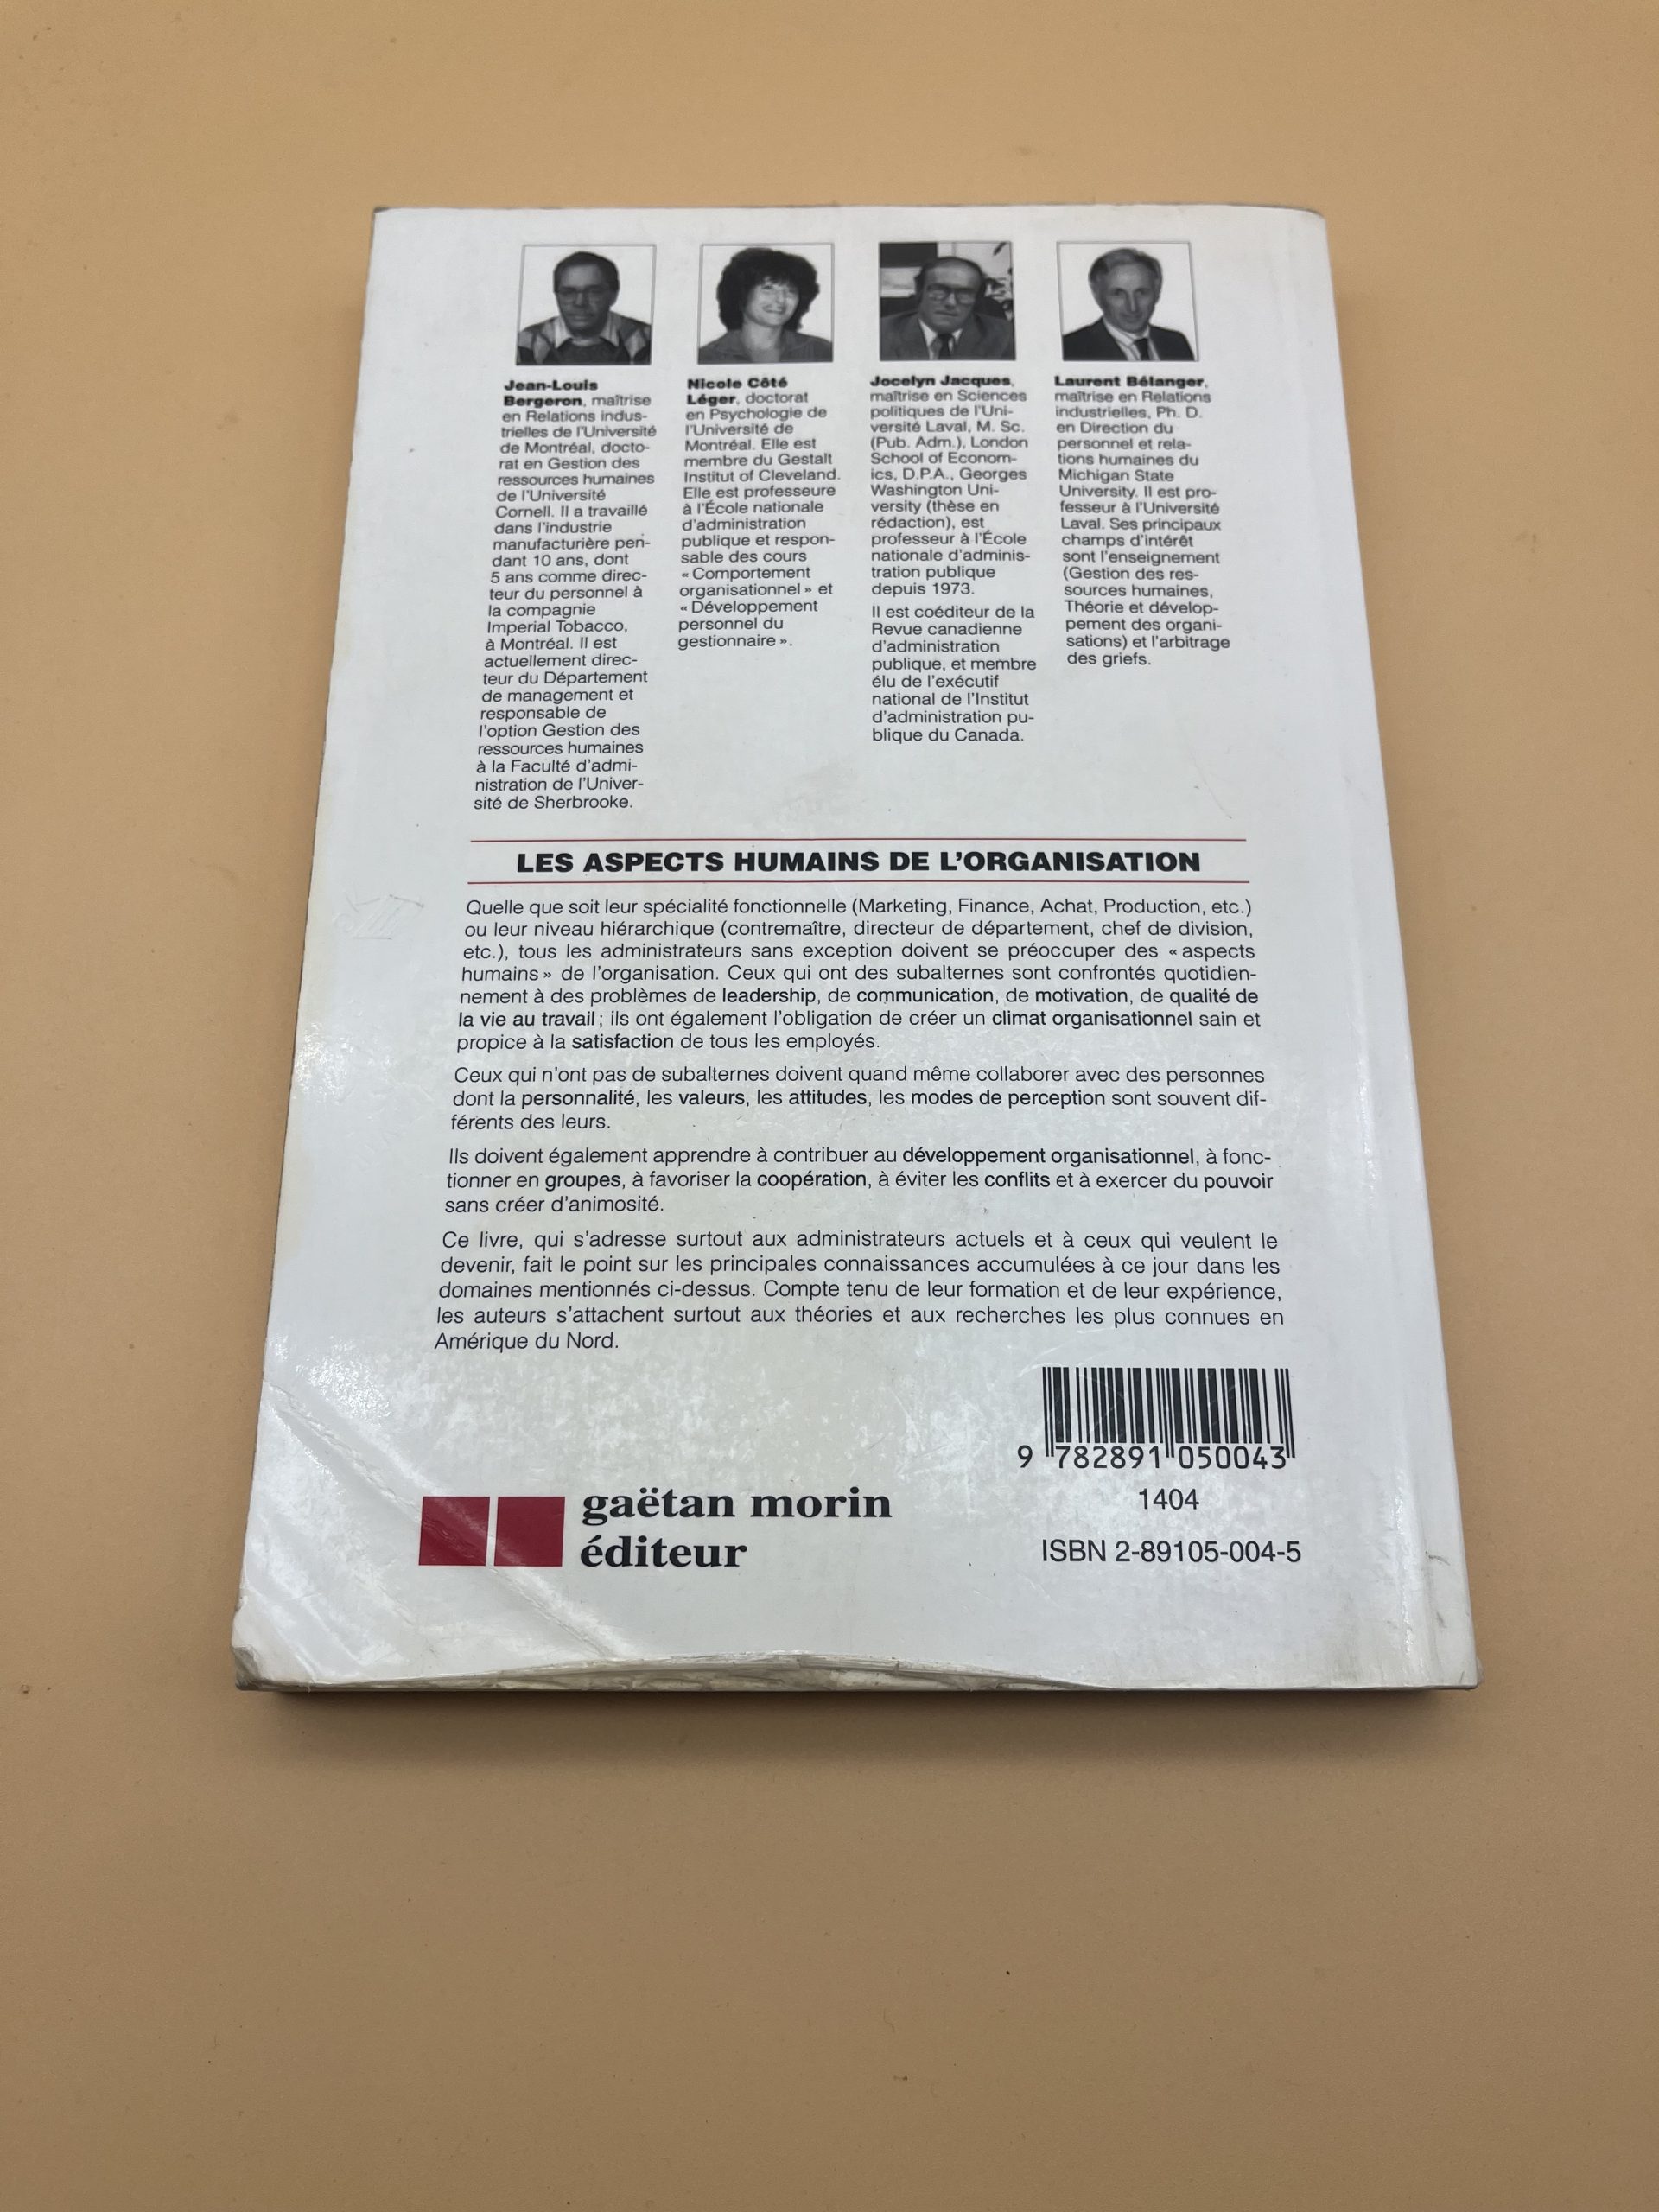 Jean-Louis
Bergeron, maîtrise
en Relations indus-
trielles de l'Université
de Montréal, docto-
rat en Gestion des
ressources humaines
de l'Université
Cornell. Il a travaillé
dans l'industrie
manufacturière pen-
dant 10 ans, dont
5 ans comme direc-
teur du personnel à
la compagnie
Imperial Tobacco,
à Montréal. Il est
actuellement direc-
teur du Département
de management et
responsable de
l'option Gestion des
ressources humaines
à la Faculté d'admi-
nistration de l'Univer-
sité de Sherbrooke.
Nicole Côté
Léger, doctorat
en Psychologie de
l'Université de
Montréal. Elle est
membre du Gestalt
Institut of Cleveland.
Elle est professeure
à l'École nationale
d'administration
publique et respon-
sable des cours
« Comportement
organisationnel » et
« Développement
personnel du
gestionnaire ».
Jocelyn Jacques,
maîtrise en Sciences
politiques de l'Uni-
versité Laval, M. Sc.
(Pub. Adm.), London
School of Econom-
ics, D.P.A., Georges
Washington Uni-
versity (thèse en
rédaction), est
professeur à l'École
nationale d'adminis-
tration publique
depuis 1973.
Il est coéditeur de la
Revue canadienne
d'administration
publique, et membre
élu de l'exécutif
national de l'Institut
d'administration pu-
blique du Canada.
Laurent Bélanger,
maîtrise en Relations
industrielles, Ph. D.
en Direction du
personnel et rela-
tions humaines du
Michigan State
University. Il est pro-
fesseur à l'Université
Laval. Ses principaux
champs d'intérêt
sont l'enseignement
(Gestion des res-
sources humaines,
Théorie et dévelop-
pement des organi-
sations) et l'arbitrage
des griefs.
LES ASPECTS HUMAINS DE L'ORGANISATION
Quelle que soit leur spécialité fonctionnelle (Marketing, Finance, Achat, Production, etc.)
ou leur niveau hiérarchique (contremaître, directeur de département, chef de division,
etc.), tous les administrateurs sans exception doivent se préoccuper des « aspects
humains » de l'organisation. Ceux qui ont des subalternes sont confrontés quotidien-
nement à des problèmes de leadership, de communication, de motivation, de qualité de
la vie au travail ; ils ont également l'obligation de créer un climat organisationnel sain et
propice à la satisfaction de tous les employés.
Ceux qui n'ont pas de subalternes doivent quand même collaborer avec des personnes
dont la personnalité, les valeurs, les attitudes, les modes de perception sont souvent dif-
férents des leurs.
Ils doivent également apprendre à contribuer au développement organisationnel, à fonc-
tionner en groupes, à favoriser la coopération, à éviter les conflits et à exercer du pouvoir
sans créer d'animosité.
Ce livre, qui s'adresse surtout aux administrateurs actuels et à ceux qui veulent le
devenir, fait le point sur les principales connaissances accumulées à ce jour dans les
domaines mentionnés ci-dessus. Compte tenu de leur formation et de leur expérience,
les auteurs s'attachent surtout aux théories et aux recherches les plus connues en
Amérique du Nord.
9 782891 050043
1404
ISBN 2-89105-004-5
gaëtan morin
éditeur